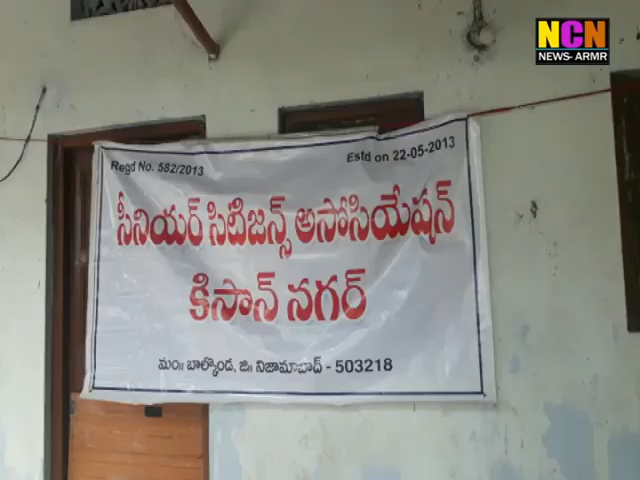 NCN
NEWS- ARMR
Regd No. 582/2013
Estd on 22-05-2013
సీనియర్ సిటిజన్స్ అసోసియేషన్
కిసాన్ నగర్
మం॥ బాల్కొండ, జి॥ నిజామాబాద్ - 503218